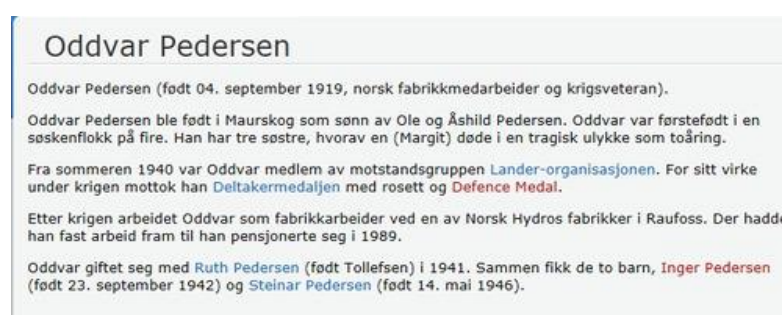 Oddvar Pedersen
Oddvar Pedersen (født 04. september 1919, norsk fabrikkmedarbeider og krigsveteran).
Oddvar Pedersen ble født i Maurskog som sønn av Ole og Åshild Pedersen. Oddvar var førstefødt i en
søskenflokk på fire. Han har tre søstre, hvorav en (Margit) døde i en tragisk ulykke som toåring.
Fra sommeren 1940 var Oddvar medlem av motstandsgruppen Lander-organisasjonen. For sitt virke
under krigen mottok han Deltakermedaljen med rosett og Defence Medal.
Etter krigen arbeidet Oddvar som fabrikkarbeider ved en av Norsk Hydros fabrikker i Raufoss. Der hadde
han fast arbeid fram til han pensjonerte seg i 1989.
Oddvar giftet seg med Ruth Pedersen (født Tollefsen) i 1941. Sammen fikk de to barn, Inger Pedersen
(født 23. september 1942) og Steinar Pedersen (født 14. mai 1946).